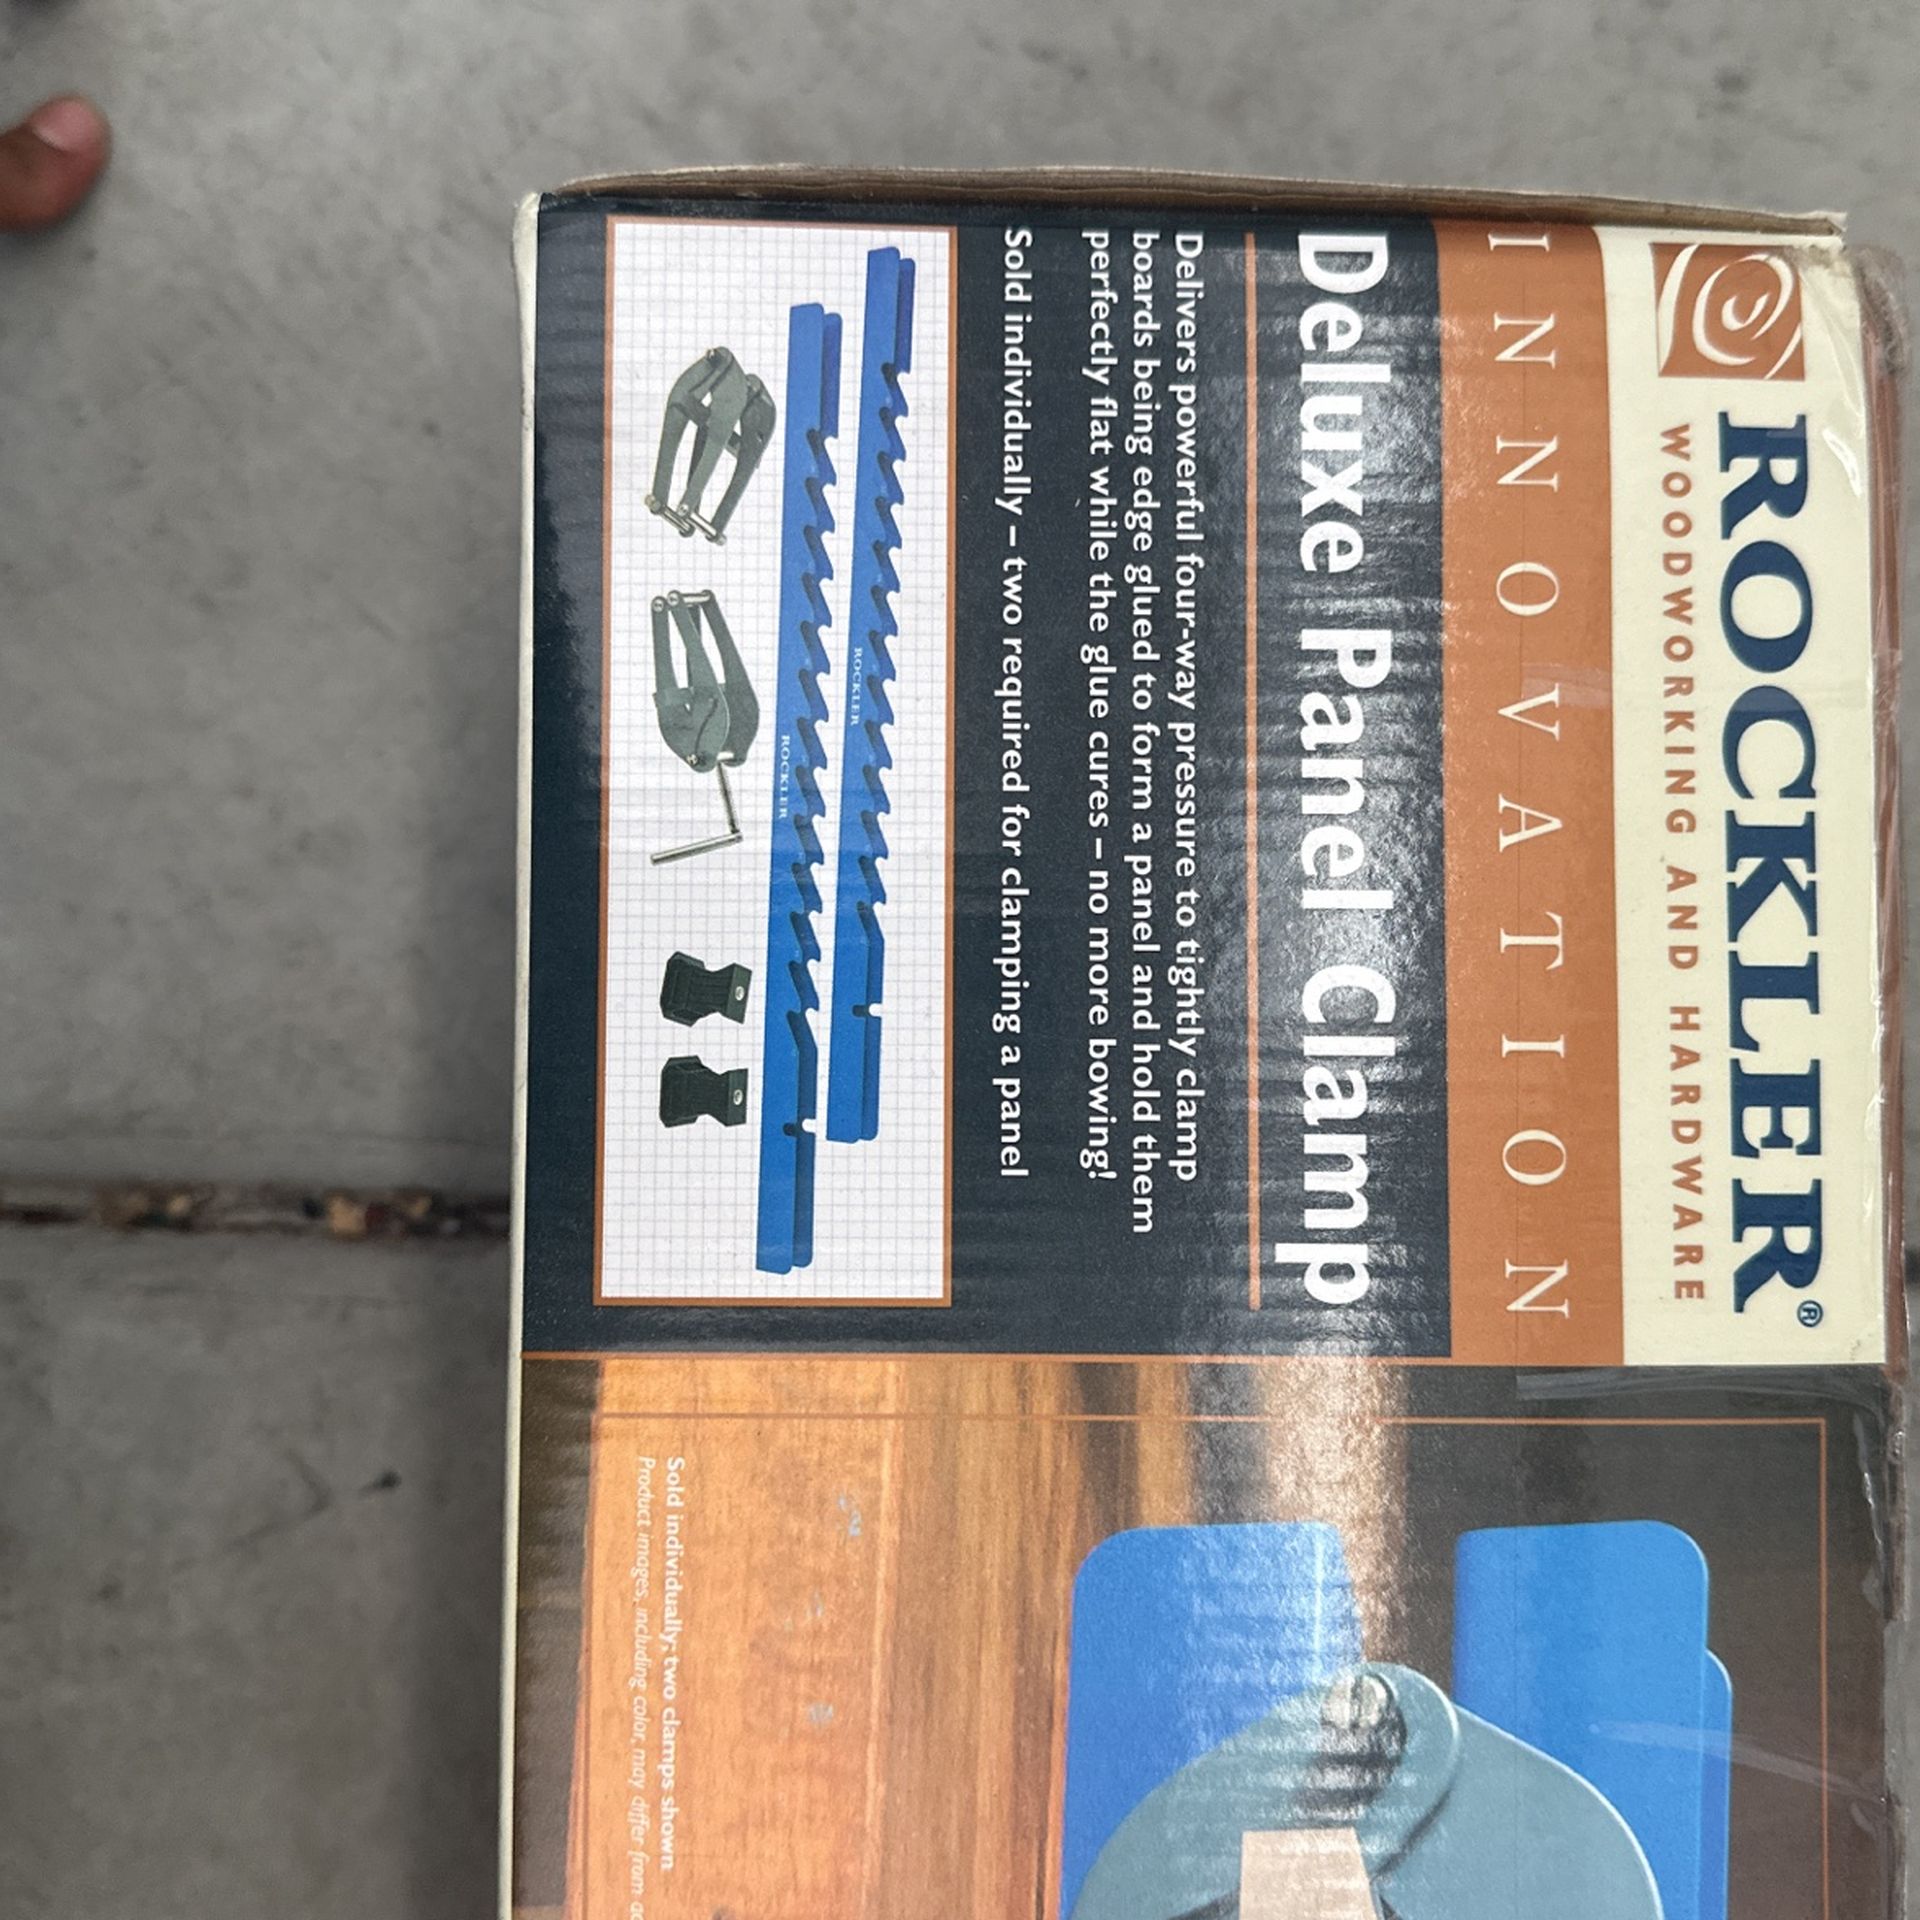 ROCKLER®
WOODWORKING AND HARDWARE
INNOVATION
Deluxe Panel Clamp
Delivers powerful four-way pressure to tightly clamp
boards being edge glued to form a panel and hold them
perfectly flat while the glue cures – no more bowing!
Sold individually – two required for clamping a panel
ROCKLER
ROCKLER
Sold individually; two clamps shown
Product images, including color, may differ from